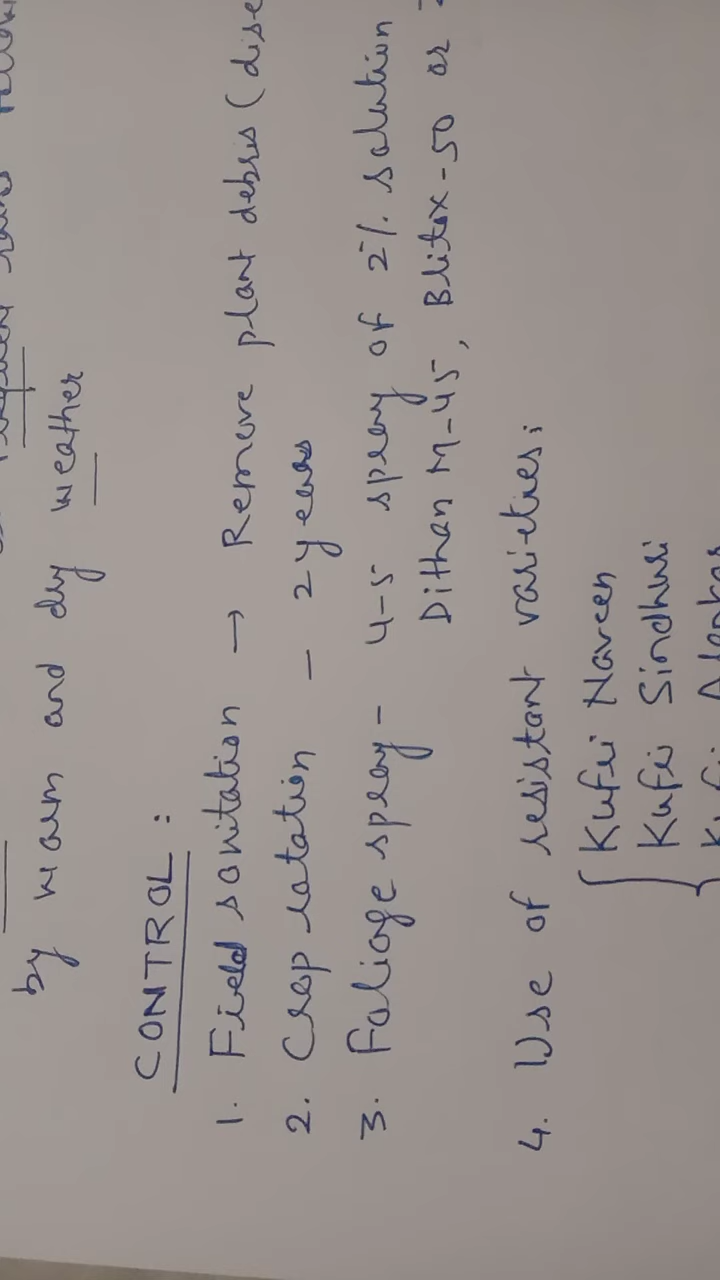 by warm and dry weather
CONTROL :
1. Field sanitation → Remove plant debris (dise
2. Crop rotation - 2 years
3. Foliage spray - 4-5 spray of 2% solution
Dithan M-45, Blitox-50 or
4. Use of resistant varieties:
Kufri Naveen
Kufri Sindhuri